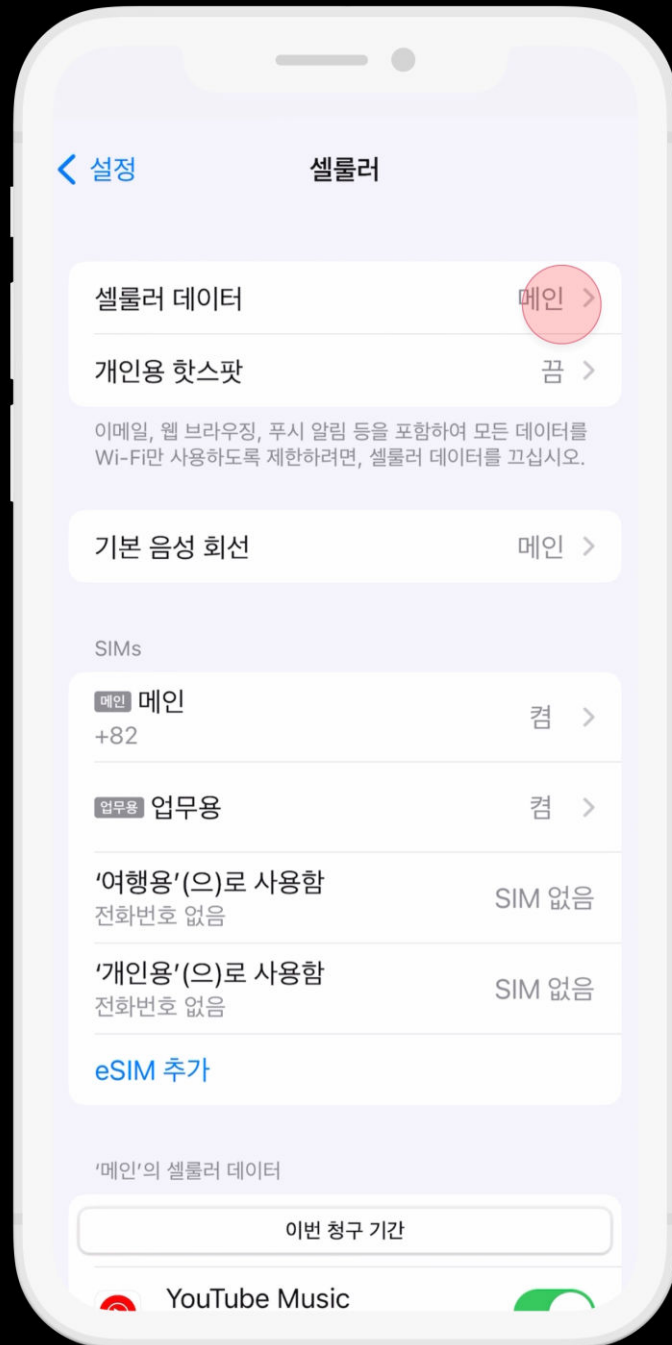 설정
셀룰러
셀룰러 데이터 메인
개인용 핫스팟 끔
이메일, 웹 브라우징, 푸시 알림 등을 포함하여 모든 데이터를
Wi-Fi만 사용하도록 제한하려면, 셀룰러 데이터를 끄십시오.
기본 음성 회선 메인
SIMs
메인 메인 켬
+82
업무용 업무용 켬
'여행용'(으)로 사용함 SIM 없음
전화번호 없음
'개인용'(으)로 사용함 SIM 없음
전화번호 없음
eSIM 추가
'메인'의 셀룰러 데이터
이번 청구 기간
YouTube Music